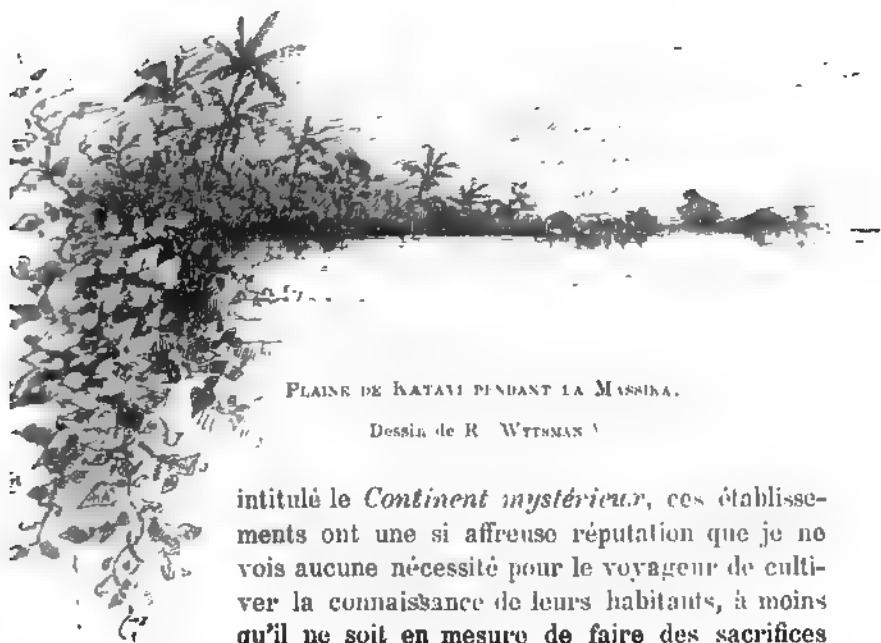 PLAINE DE KATAVI PENDANT LA MASSIKA.
Dessin de R WYTSMAN
intitulé le Continent mystérieux, ces établisse-
ments ont une si affreuse réputation que je ne
vois aucune nécessité pour le voyageur de culti-
ver la connaissance de leurs habitants, à moins
qu'il ne soit en mesure de faire des sacrifices